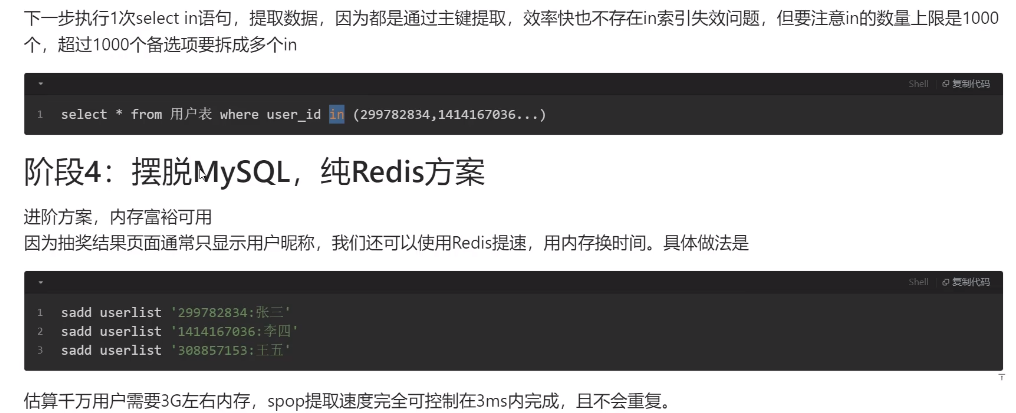 下一步执行1次select in语句，提取数据，因为都是通过主键提取，效率快也不存在in索引失效问题，但要注意in的数量上限是1000
个，超过1000个备选项要拆成多个in
Shell 复制代码
1 select * from 用户表 where user_id in (299782834,1414167036...)
阶段4：摆脱MySQL，纯Redis方案
进阶方案，内存富裕可用
因为抽奖结果页面通常只显示用户昵称，我们还可以使用Redis提速，用内存换时间。具体做法是
Shell 复制代码
1 sadd userlist '299782834:张三'
2 sadd userlist '1414167036:李四'
3 sadd userlist '308857153:王五'
估算千万用户需要3G左右内存，spop提取速度完全可控制在3ms内完成，且不会重复。